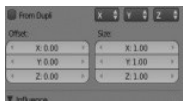 From Dupli X Y Z
Offset: Size:
X: 0.00 X: 1.00
Y: 0.00 Y: 1.00
Z: 0.00 Z: 1.00
Influence